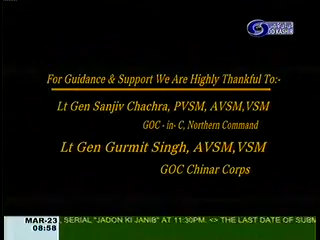 DD KASHIR
For Guidance & Support We Are Highly Thankful To:-
Lt Gen Sanjiv Chachra, PVSM, AVSM,VSM
GOC - in- C, Northern Command
Lt Gen Gurmit Singh, AVSM,VSM
GOC Chinar Corps
MAR-23
08:58
, SERIAL "JADON KI JANIB" AT 11:30PM. <> THE LAST DATE OF SUBM